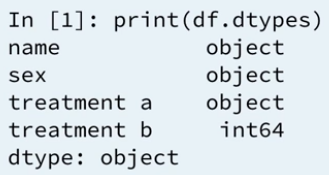 In [1]: print(df.dtypes)
name object
sex object
treatment a object
treatment b int64
dtype: object